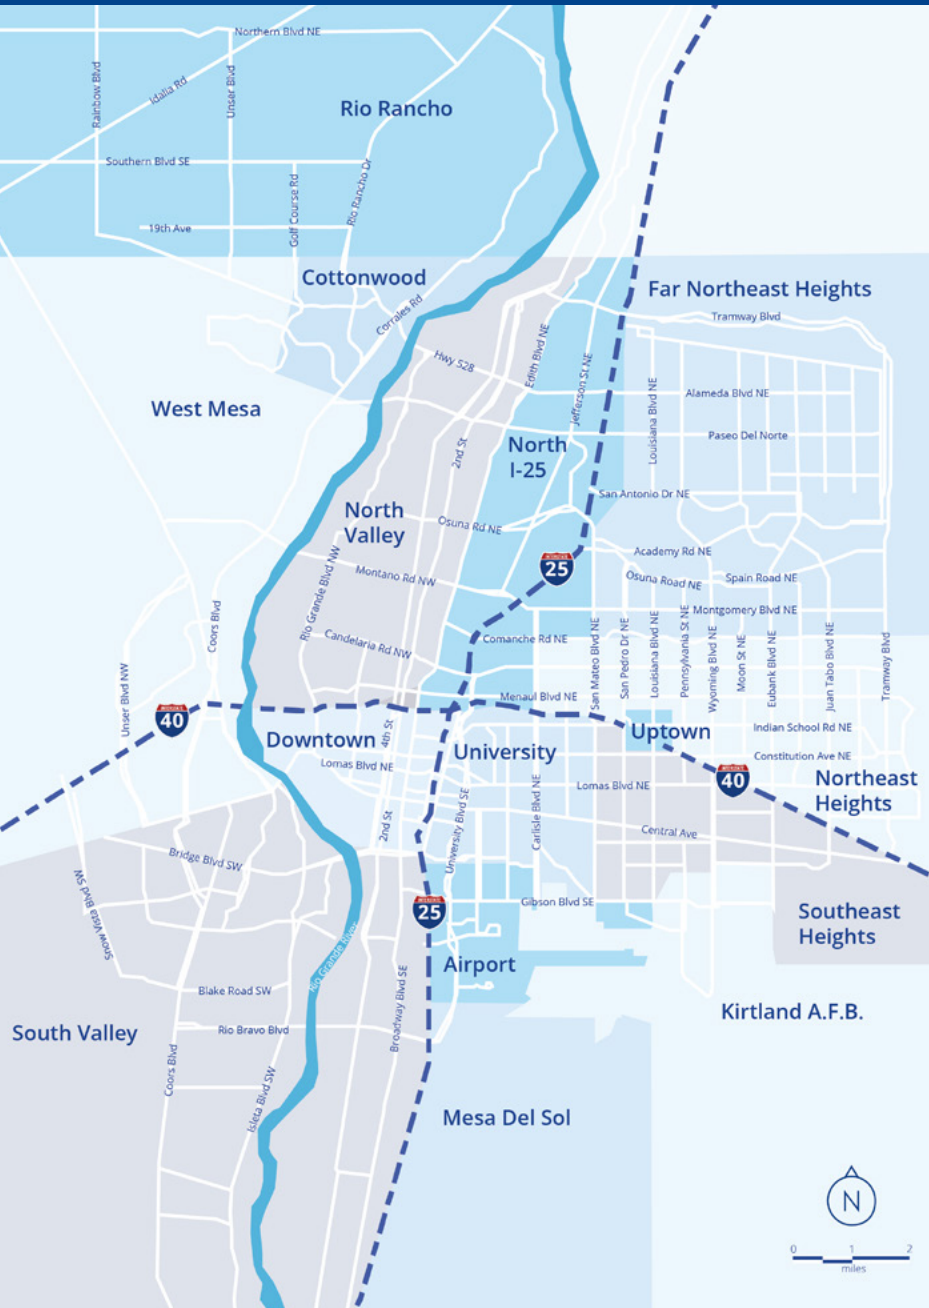 Northern Blvd NE
Rainbow Blvd
Idalia Rd
Unser Blvd
Rio Rancho
Southern Blvd SE
Golf Course Rd
Rio Rancho Dr
19th Ave
Cottonwood
Corrales Rd
Far Northeast Heights
Tramway Blvd
Hwy 528
Edith Blvd NE
Jefferson St NE
Louisiana Blvd NE
Alameda Blvd NE
West Mesa
2nd St
North
I-25
Paseo Del Norte
San Antonio Dr NE
North
Valley
Osuna Rd NE
Academy Rd NE
25
Montano Rd NW
Osuna Road NE
Spain Road NE
Rio Grande Blvd NW
Montgomery Blvd NE
Coors Blvd
Candelaria Rd NW
Comanche Rd NE
San Mateo Blvd NE
San Pedro Dr NE
Louisiana Blvd NE
Pennsylvania St NE
Wyoming Blvd NE
Moon St NE
Eubank Blvd NE
Juan Tabo Blvd NE
Tramway Blvd
Unser Blvd NW
Menaul Blvd NE
40
Downtown
4th St
University
Uptown
Indian School Rd NE
Lomas Blvd NE
Constitution Ave NE
40
Northeast
Heights
Lomas Blvd NE
Carlisle Blvd NE
2nd St
University Blvd SE
Central Ave
Bridge Blvd SW
Snow Vista Blvd SW
25
Gibson Blvd SE
Southeast
Heights
Rio Grande River
Airport
Blake Road SW
Broadway Blvd SE
South Valley
Rio Bravo Blvd
Kirtland A.F.B.
Coors Blvd
Isleta Blvd SW
Mesa Del Sol
N
0 1 2
miles